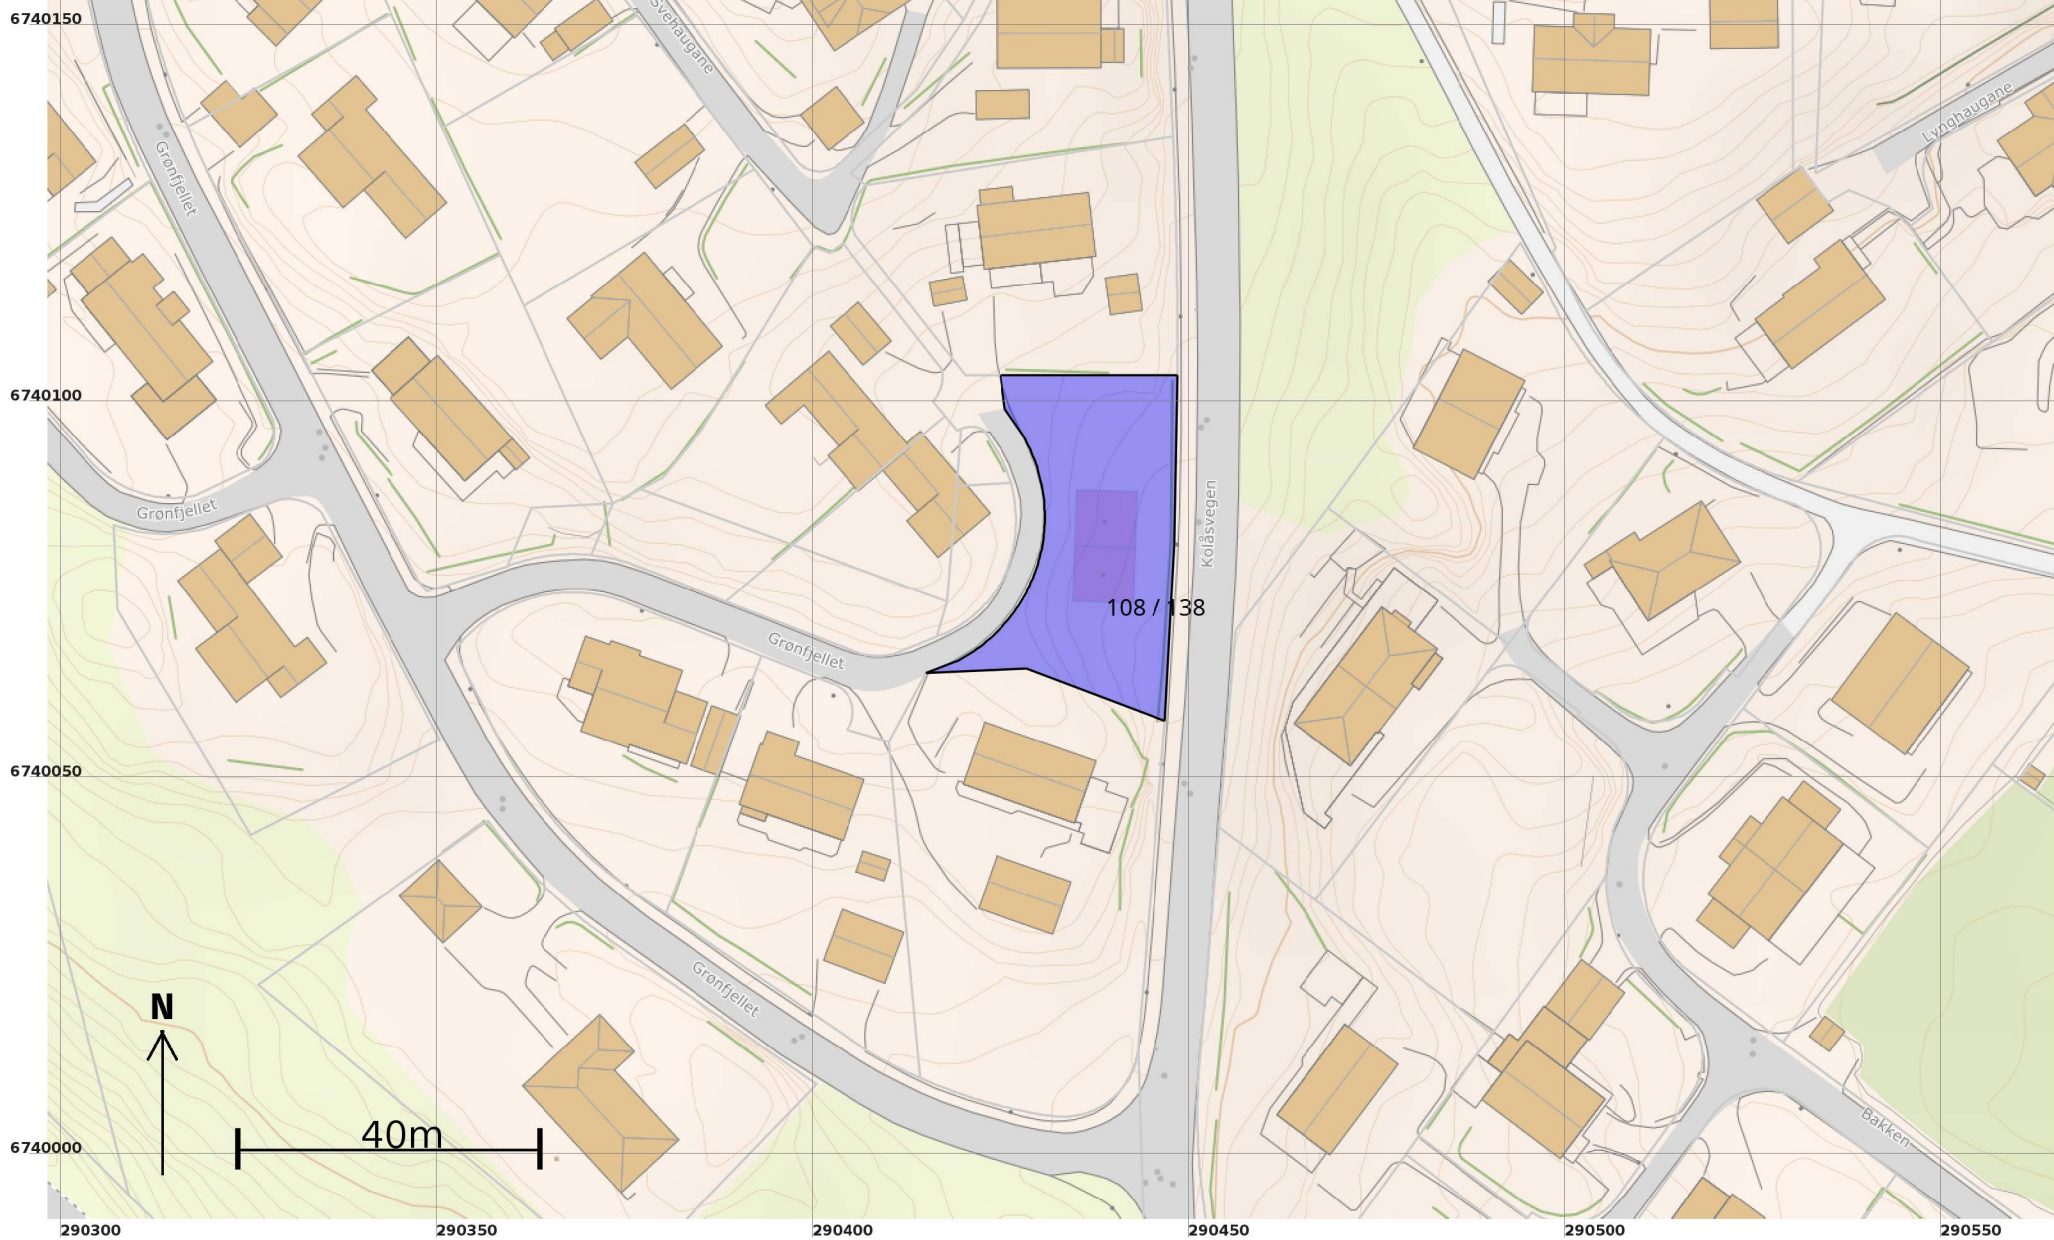 6740150
Svehaugane
Lynghaugane
Grønfjellet
6740100
Grønfjellet
Kolåsvegen
108 / 138
Grønfjellet
6740050
Grønfjellet
N
40m
Bakken
6740000
290300
290350
290400
290450
290500
290550